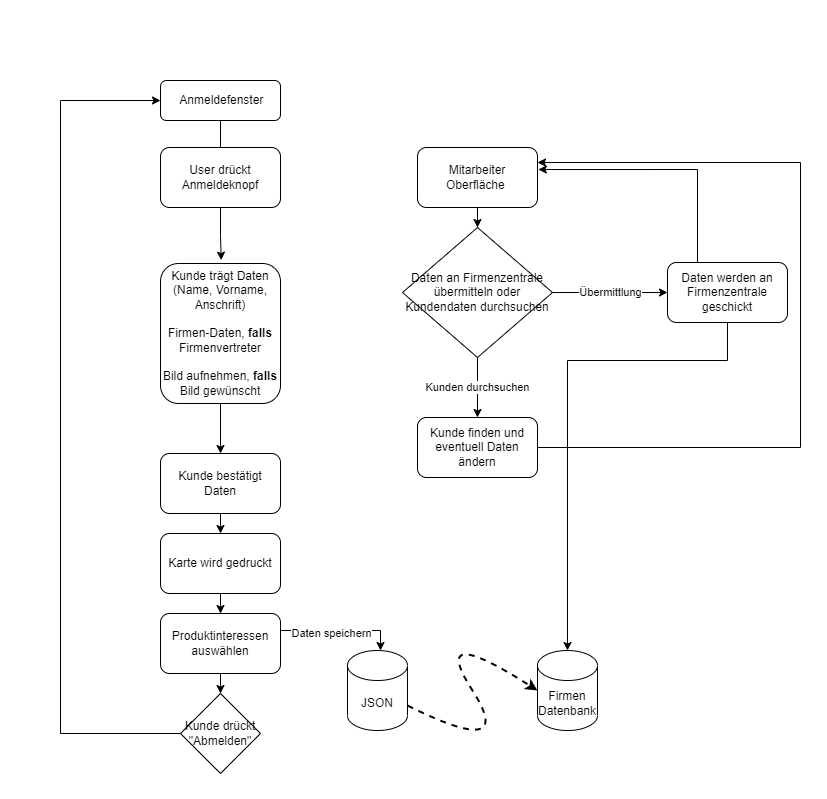 Anmeldefenster
User drückt
Anmeldeknopf
Kunde trägt Daten
(Name, Vorname,
Anschrift)
Firmen-Daten, falls
Firmenvertreter
Bild aufnehmen, falls
Bild gewünscht
Kunde bestätigt
Daten
Karte wird gedruckt
Produktinteressen
auswählen
Daten speichern
Kunde drückt
"Abmelden"
JSON
Mitarbeiter
Oberfläche
Daten an Firmenzentrale
übermitteln oder
Kundendaten durchsuchen
Übermittlung
Daten werden an
Firmenzentrale
geschickt
Kunden durchsuchen
Kunde finden und
eventuell Daten
ändern
Firmen
Datenbank